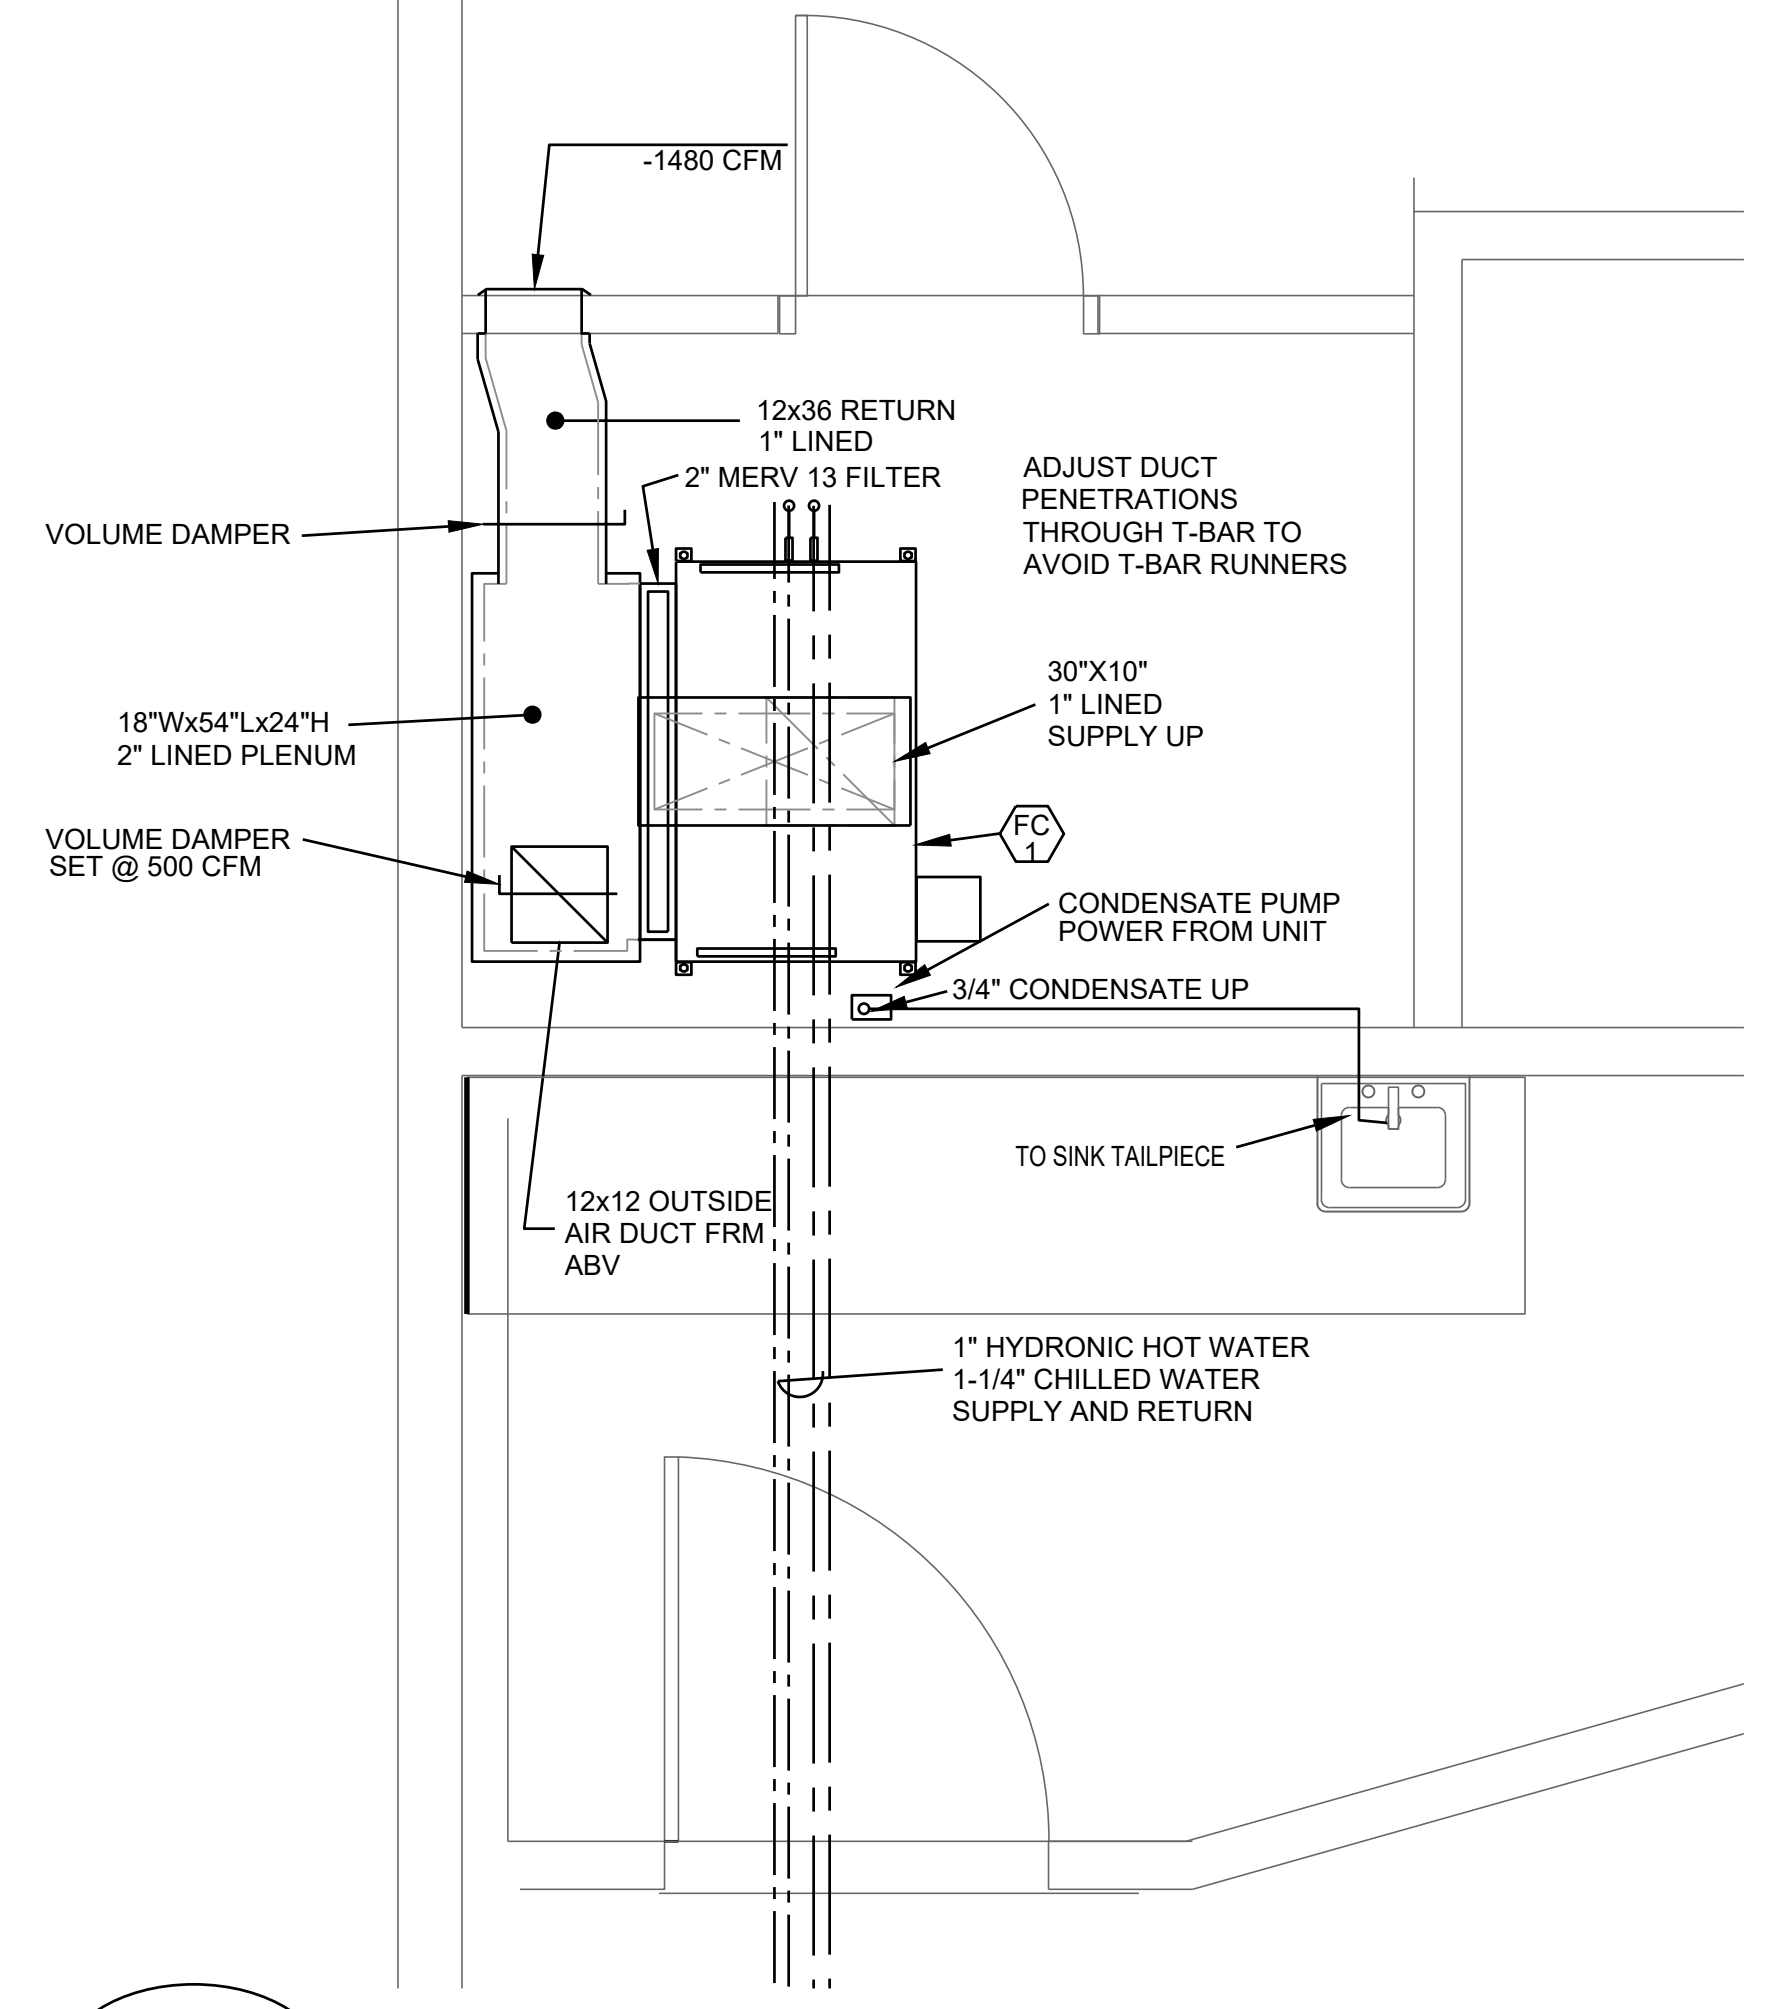 -1480 CFM
12x36 RETURN
1" LINED
2" MERV 13 FILTER
ADJUST DUCT
PENETRATIONS
THROUGH T-BAR TO
AVOID T-BAR RUNNERS
VOLUME DAMPER
30"X10"
1" LINED
SUPPLY UP
18"Wx54"Lx24"H
2" LINED PLENUM
FC
1
VOLUME DAMPER
SET @ 500 CFM
CONDENSATE PUMP
POWER FROM UNIT
3/4" CONDENSATE UP
TO SINK TAILPIECE
12x12 OUTSIDE
AIR DUCT FRM
ABV
1" HYDRONIC HOT WATER
1-1/4" CHILLED WATER
SUPPLY AND RETURN